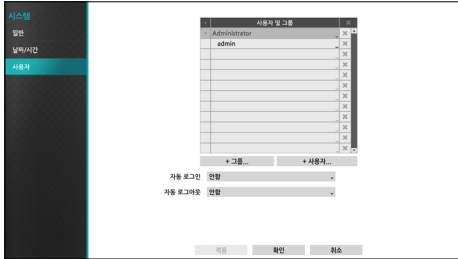 시스템
일반
날짜/시간
사용자
- 사용자 및 그룹
- Administrator
admin
+ 그룹...
+ 사용자...
자동 로그인 안함
자동 로그아웃 안함
적용 확인 취소